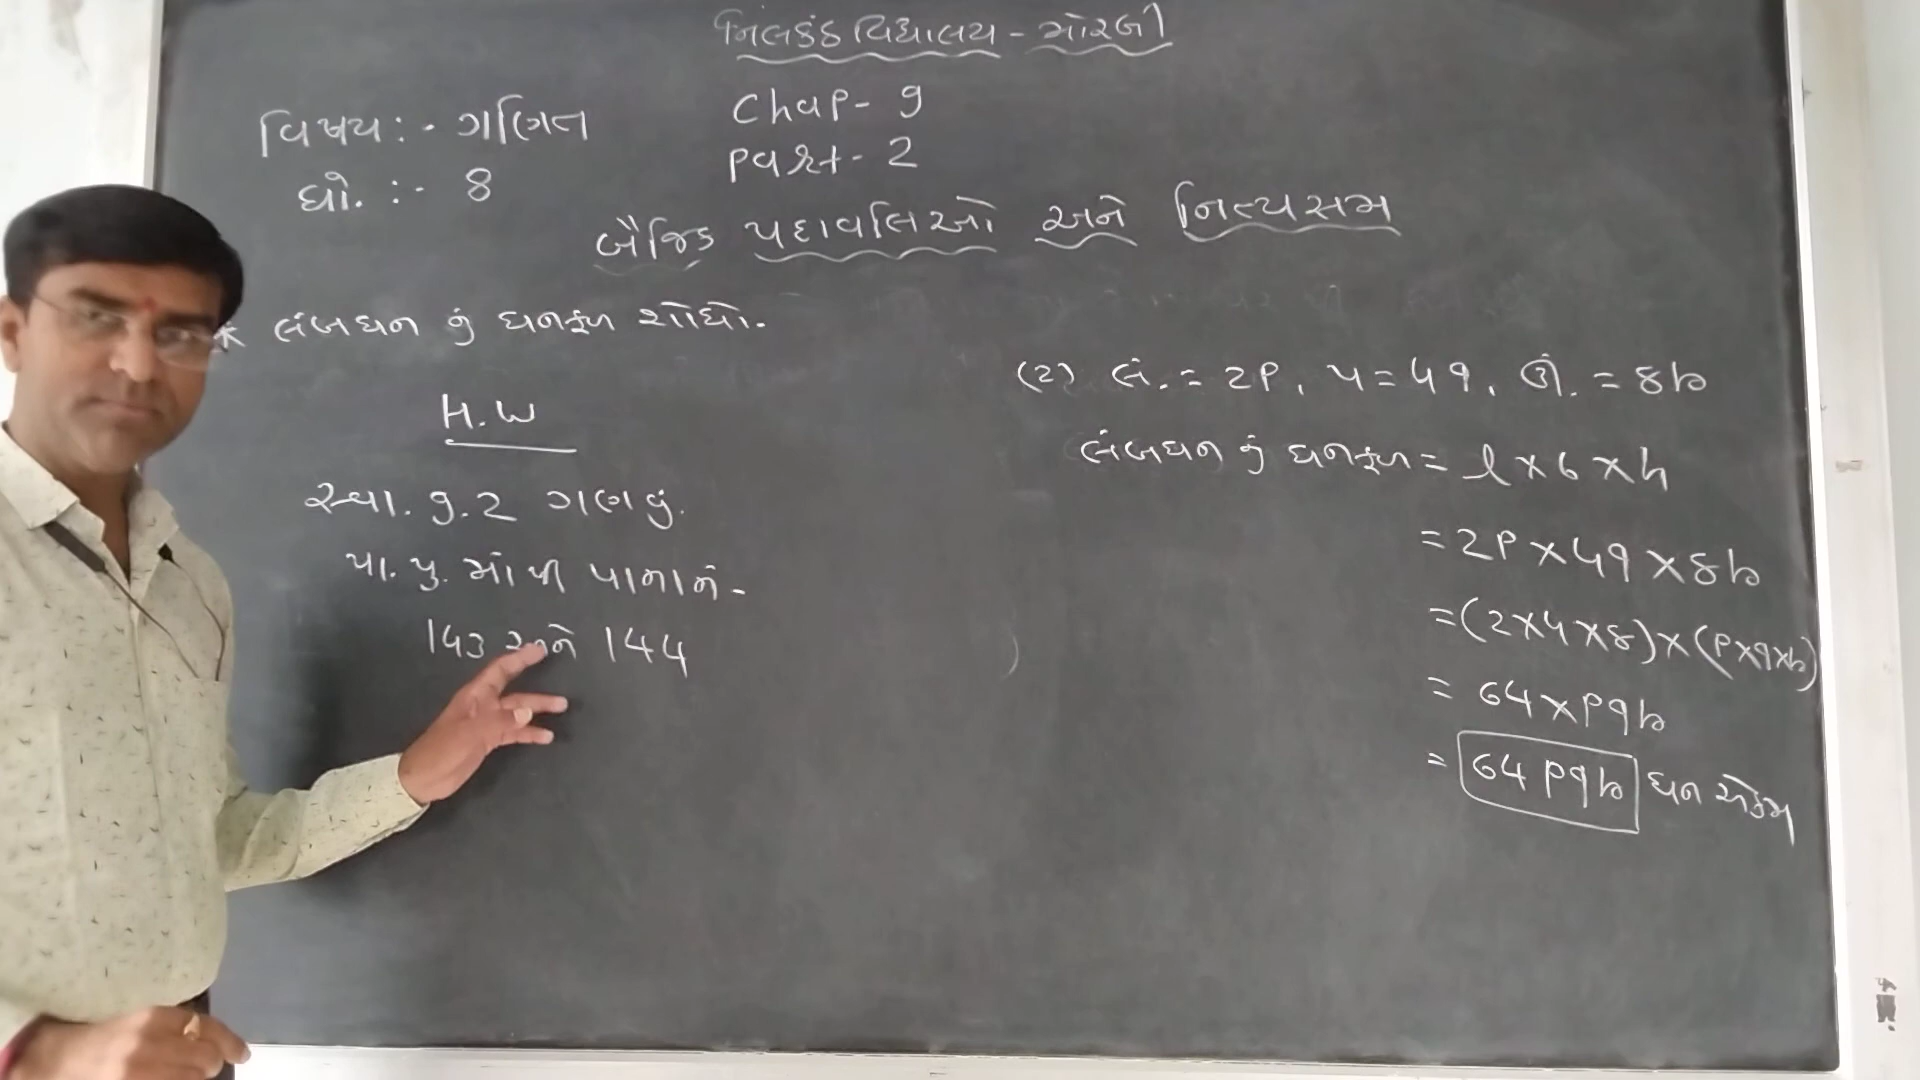 નિલકંઠ વિદ્યાલય - મોરબી
Chap- 9
Part- 2
વિષય :- ગણિત
ધો. :- 8
બૈજિક પદાવલિઓ અને નિત્યસમ
* લંબઘન નું ઘનફળ શોધો.
H.W
સ્વા. 9.2 ગણવું.
પા. પુ. માંથી પાનાનં -
143 અને 144
(2) લં. = 2P, પ = 4q, ઊં. = 8r
લંબઘન નું ઘનફળ = l × b × h
= 2P × 4q × 8r
= (2×4×8) × (P×q×r)
= 64 × Pqr
= 64 Pqr ઘન એકમ